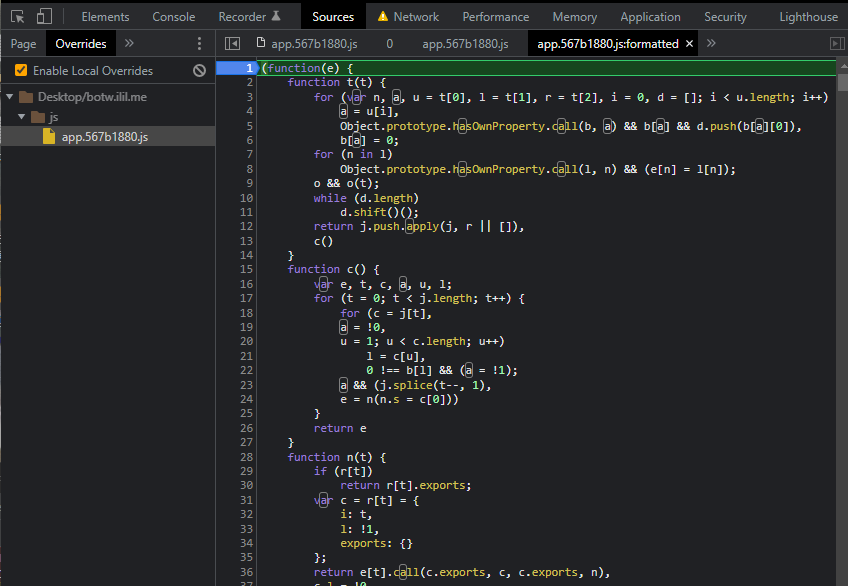 Elements Console Recorder Sources Network Performance Memory Application Security Lighthouse
Page Overrides » app.567b1880.js 0 app.567b1880.js app.567b1880.js:formatted × »
Enable Local Overrides
Desktop/botw.ilil.me
js
app.567b1880.js
1 (function(e) {
2 function t(t) {
3 for (var n, a, u = t[0], l = t[1], r = t[2], i = 0, d = []; i < u.length; i++)
4 a = u[i],
5 Object.prototype.hasOwnProperty.call(b, a) && b[a] && d.push(b[a][0]),
6 b[a] = 0;
7 for (n in l)
8 Object.prototype.hasOwnProperty.call(l, n) && (e[n] = l[n]);
9 o && o(t);
10 while (d.length)
11 d.shift()();
12 return j.push.apply(j, r || []),
13 c()
14 }
15 function c() {
16 var e, t, c, a, u, l;
17 for (t = 0; t < j.length; t++) {
18 for (c = j[t],
19 a = !0,
20 u = 1; u < c.length; u++)
21 l = c[u],
22 0 !== b[l] && (a = !1);
23 a && (j.splice(t--, 1),
24 e = n(n.s = c[0]))
25 }
26 return e
27 }
28 function n(t) {
29 if (r[t])
30 return r[t].exports;
31 var c = r[t] = {
32 i: t,
33 l: !1,
34 exports: {}
35 };
36 return e[t].call(c.exports, c, c.exports, n),
37 c.l = !0